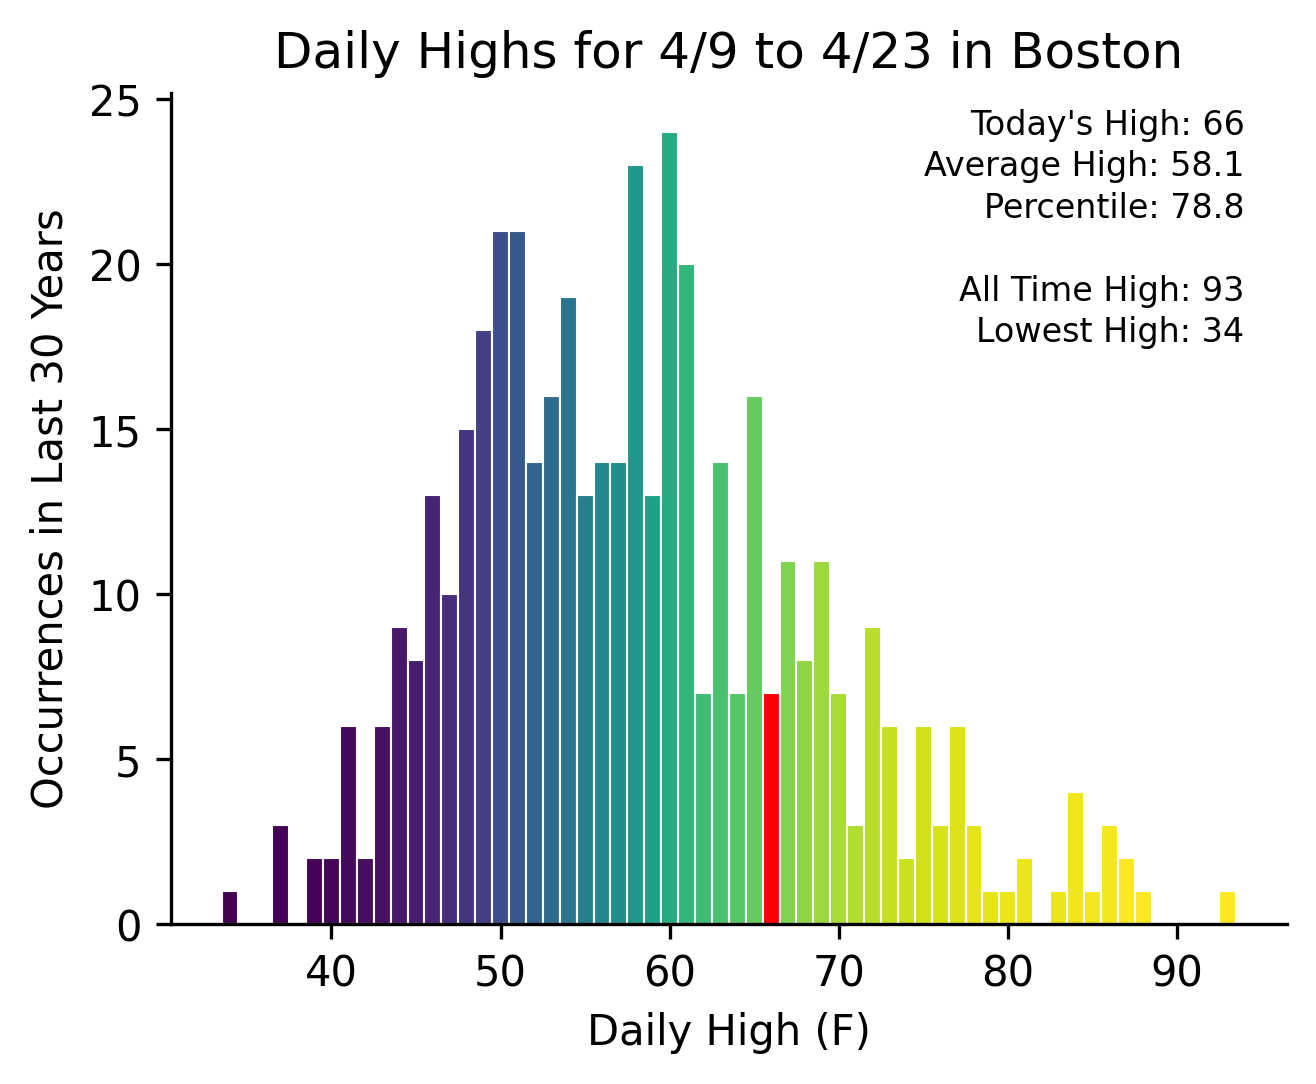 Daily Highs for 4/9 to 4/23 in Boston
Today's High: 66
Average High: 58.1
Percentile: 78.8
All Time High: 93
Lowest High: 34
Occurrences in Last 30 Years
25
20
15
10
5
0
40 50 60 70 80 90
Daily High (F)